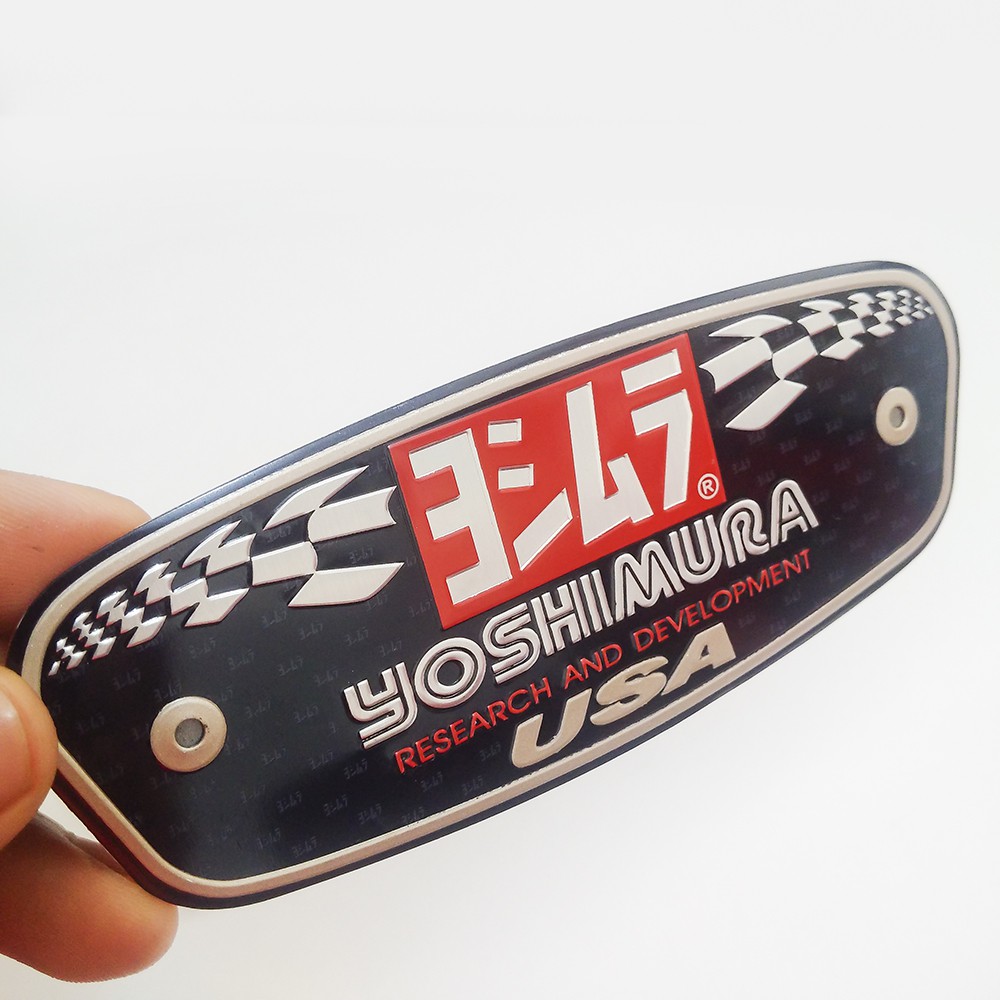 ヨシムラ®
YOSHIMURA
RESEARCH AND DEVELOPMENT
USA